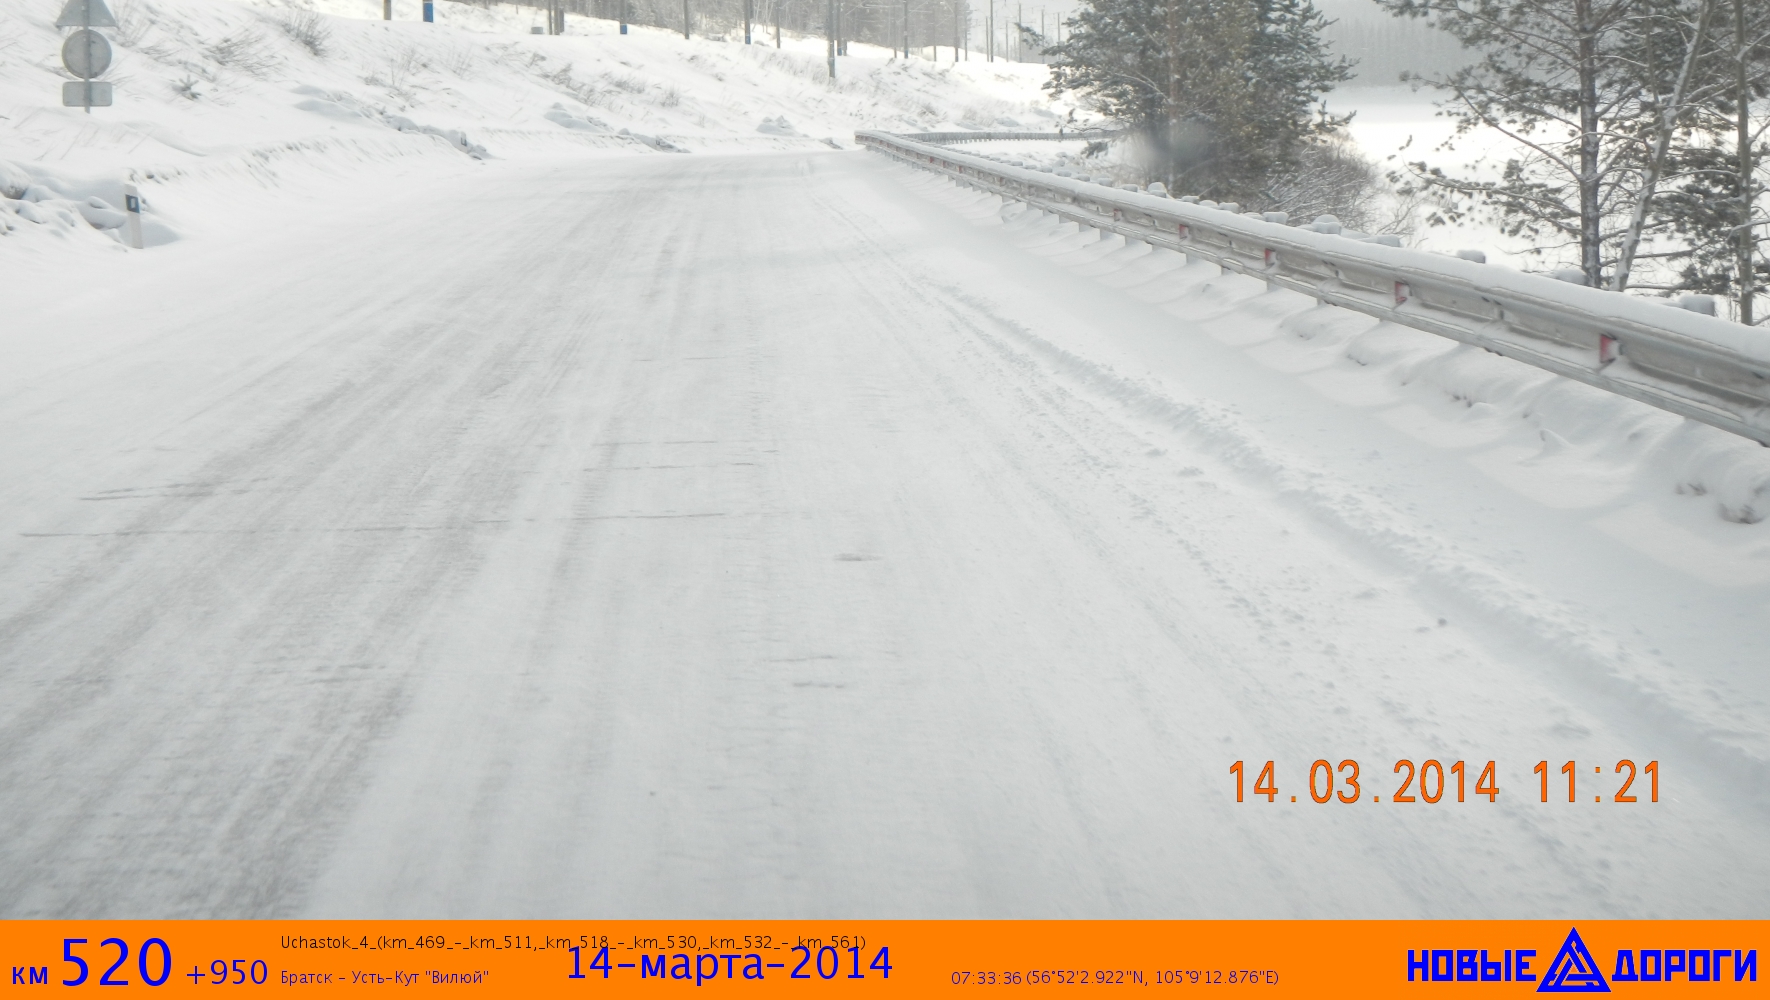 14.03.2014 11:21
км 520 +950
Uchastok_4_(km_469_-_km_511,_km_518_-_km_530,_km_532_-_km_561)
Братск - Усть-Кут "Вилюй"
14-марта-2014
07:33:36 (56°52'2.922"N, 105°9'12.876"E)
НОВЫЕ ДОРОГИ